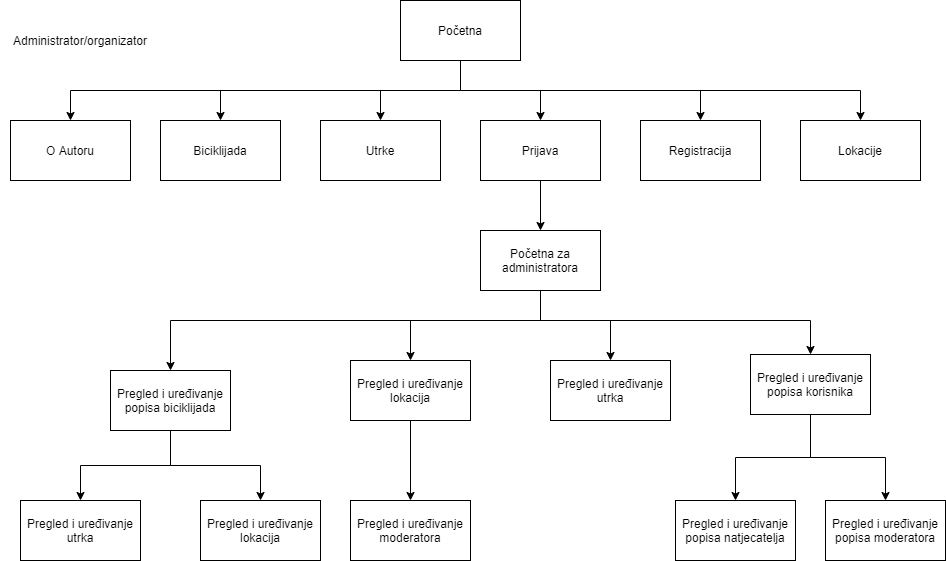 Početna
Administrator/organizator
O Autoru
Biciklijada
Utrke
Prijava
Registracija
Lokacije
Početna za
administratora
Pregled i uređivanje
popisa biciklijada
Pregled i uređivanje
lokacija
Pregled i uređivanje
utrka
Pregled i uređivanje
popisa korisnika
Pregled i uređivanje
utrka
Pregled i uređivanje
lokacija
Pregled i uređivanje
moderatora
Pregled i uređivanje
popisa natjecatelja
Pregled i uređivanje
popisa moderatora